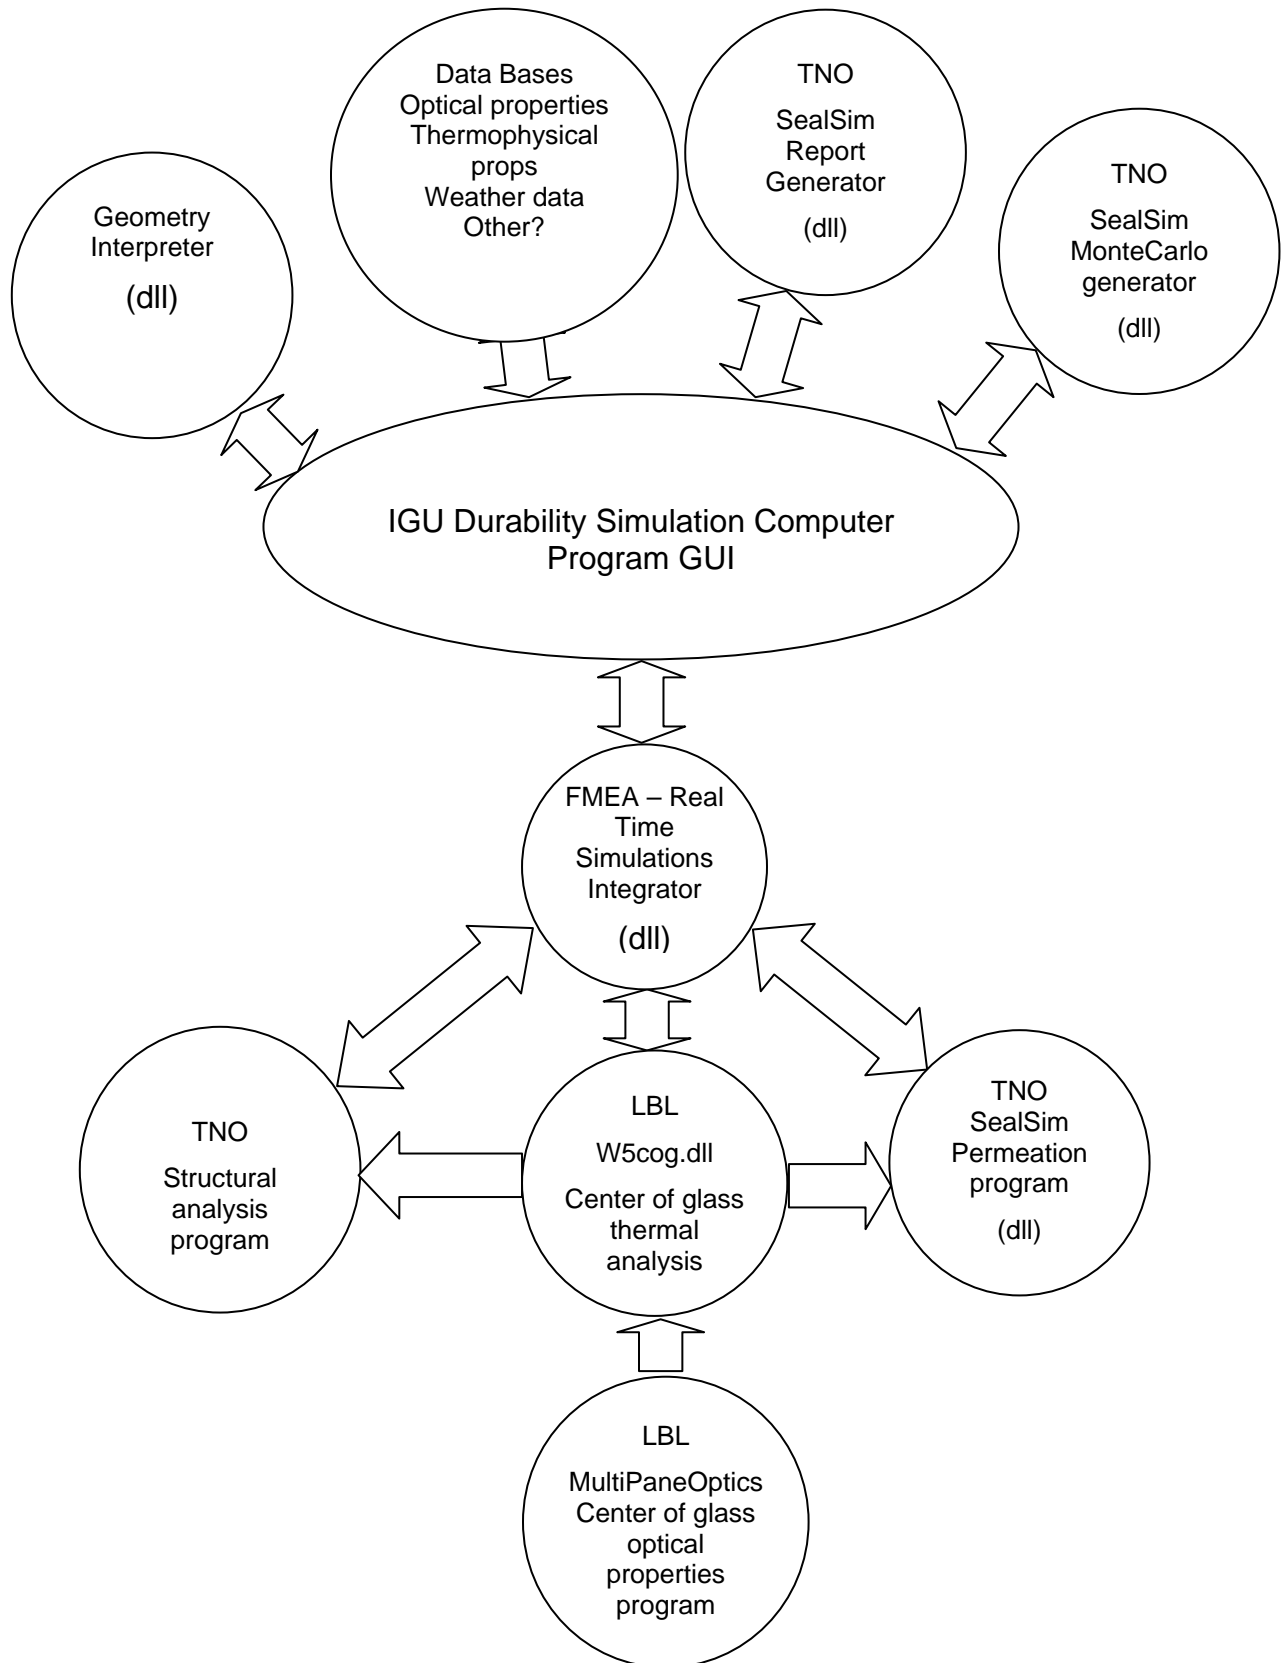 Data Bases
Optical properties
Thermophysical
props
Weather data
Other?
TNO
SealSim
Report
Generator
(dll)
TNO
SealSim
MonteCarlo
generator
(dll)
Geometry
Interpreter
(dll)
IGU Durability Simulation Computer
Program GUI
FMEA – Real
Time
Simulations
Integrator
(dll)
TNO
Structural
analysis
program
LBL
W5cog.dll
Center of glass
thermal
analysis
TNO
SealSim
Permeation
program
(dll)
LBL
MultiPaneOptics
Center of glass
optical
properties
program